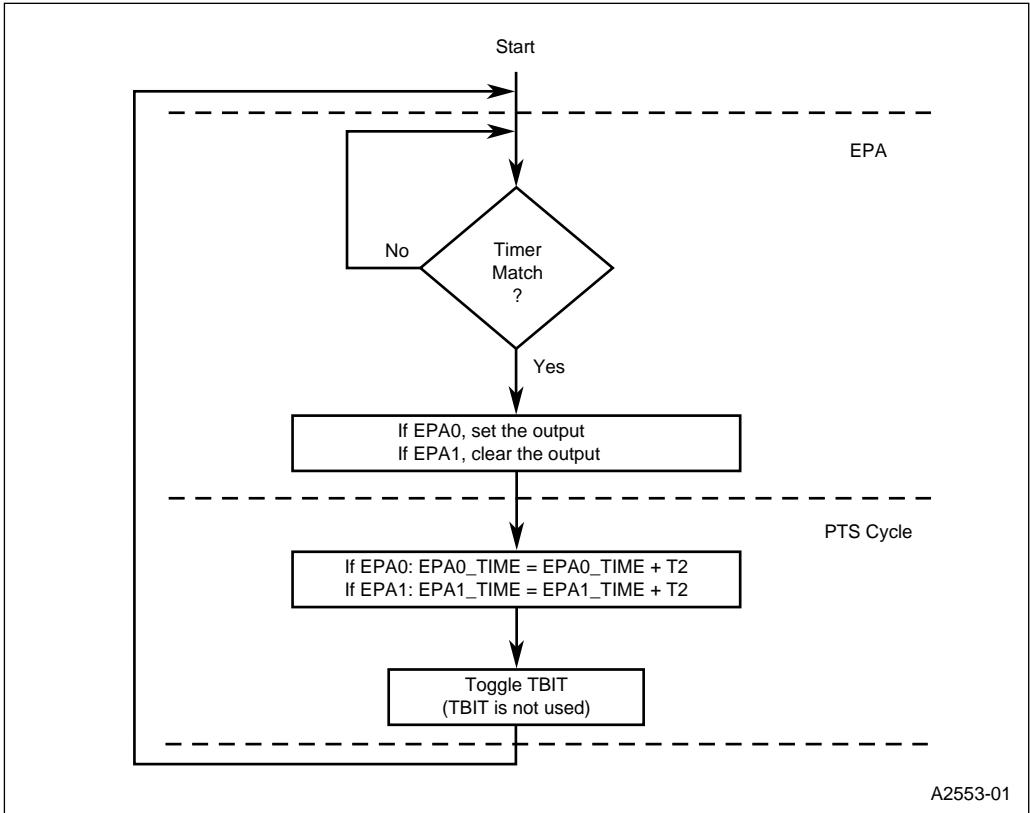 Start
EPA
No
Timer
Match
?
Yes
If EPA0, set the output
If EPA1, clear the output
PTS Cycle
If EPA0: EPA0_TIME = EPA0_TIME + T2
If EPA1: EPA1_TIME = EPA1_TIME + T2
Toggle TBIT
(TBIT is not used)
A2553-01